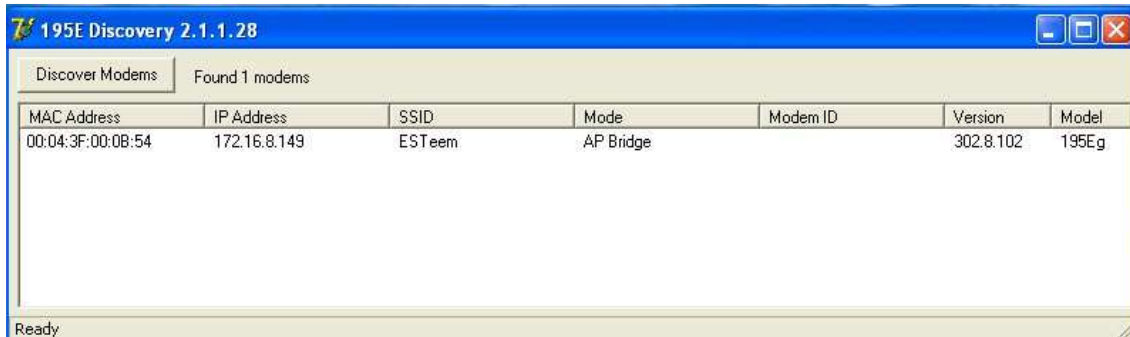 195E Discovery 2.1.1.28
Discover Modems Found 1 modems
MAC Address IP Address SSID Mode Modem ID Version Model
00:04:3F:00:0B:54 172.16.8.149 ESTeem AP Bridge 302.8.102 195Eg
Ready